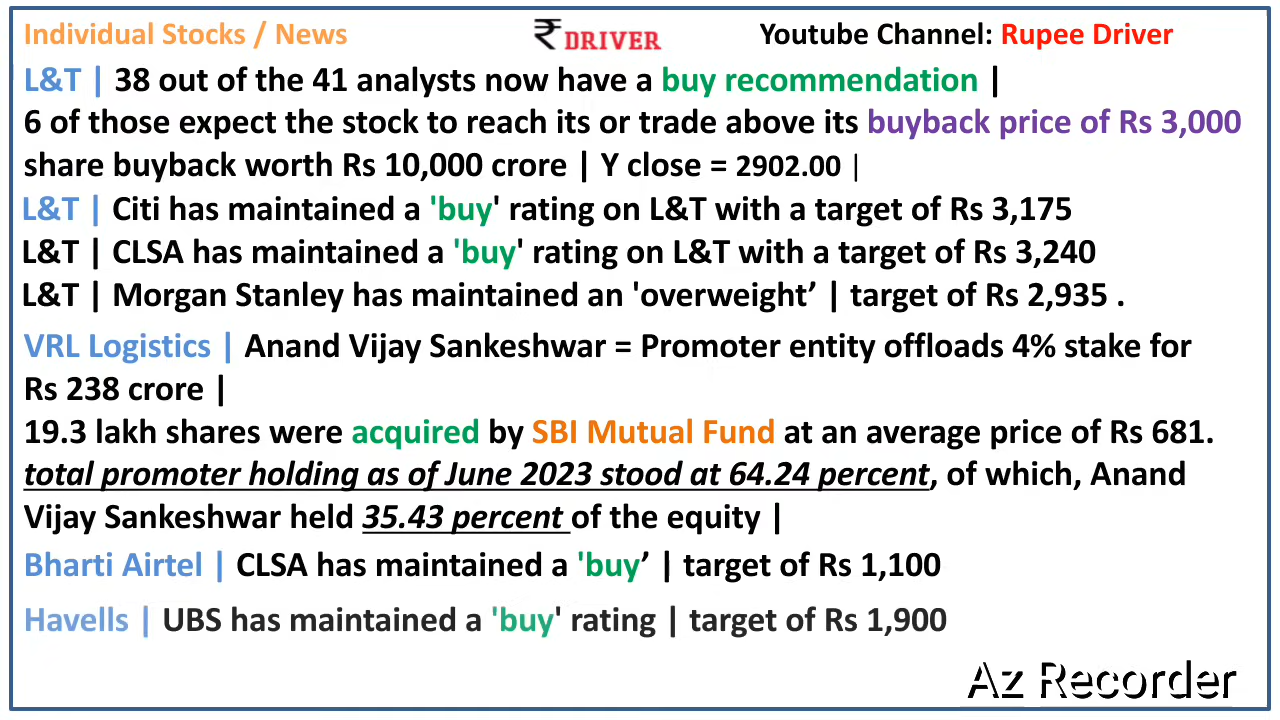 Individual Stocks / News ₹ DRIVER Youtube Channel: Rupee Driver
L&T | 38 out of the 41 analysts now have a buy recommendation |
6 of those expect the stock to reach its or trade above its buyback price of Rs 3,000
share buyback worth Rs 10,000 crore | Y close = 2902.00 |
L&T | Citi has maintained a 'buy' rating on L&T with a target of Rs 3,175
L&T | CLSA has maintained a 'buy' rating on L&T with a target of Rs 3,240
L&T | Morgan Stanley has maintained an 'overweight’ | target of Rs 2,935 .
VRL Logistics | Anand Vijay Sankeshwar = Promoter entity offloads 4% stake for
Rs 238 crore |
19.3 lakh shares were acquired by SBI Mutual Fund at an average price of Rs 681.
total promoter holding as of June 2023 stood at 64.24 percent, of which, Anand
Vijay Sankeshwar held 35.43 percent of the equity |
Bharti Airtel | CLSA has maintained a 'buy’ | target of Rs 1,100
Havells | UBS has maintained a 'buy' rating | target of Rs 1,900
Az Recorder